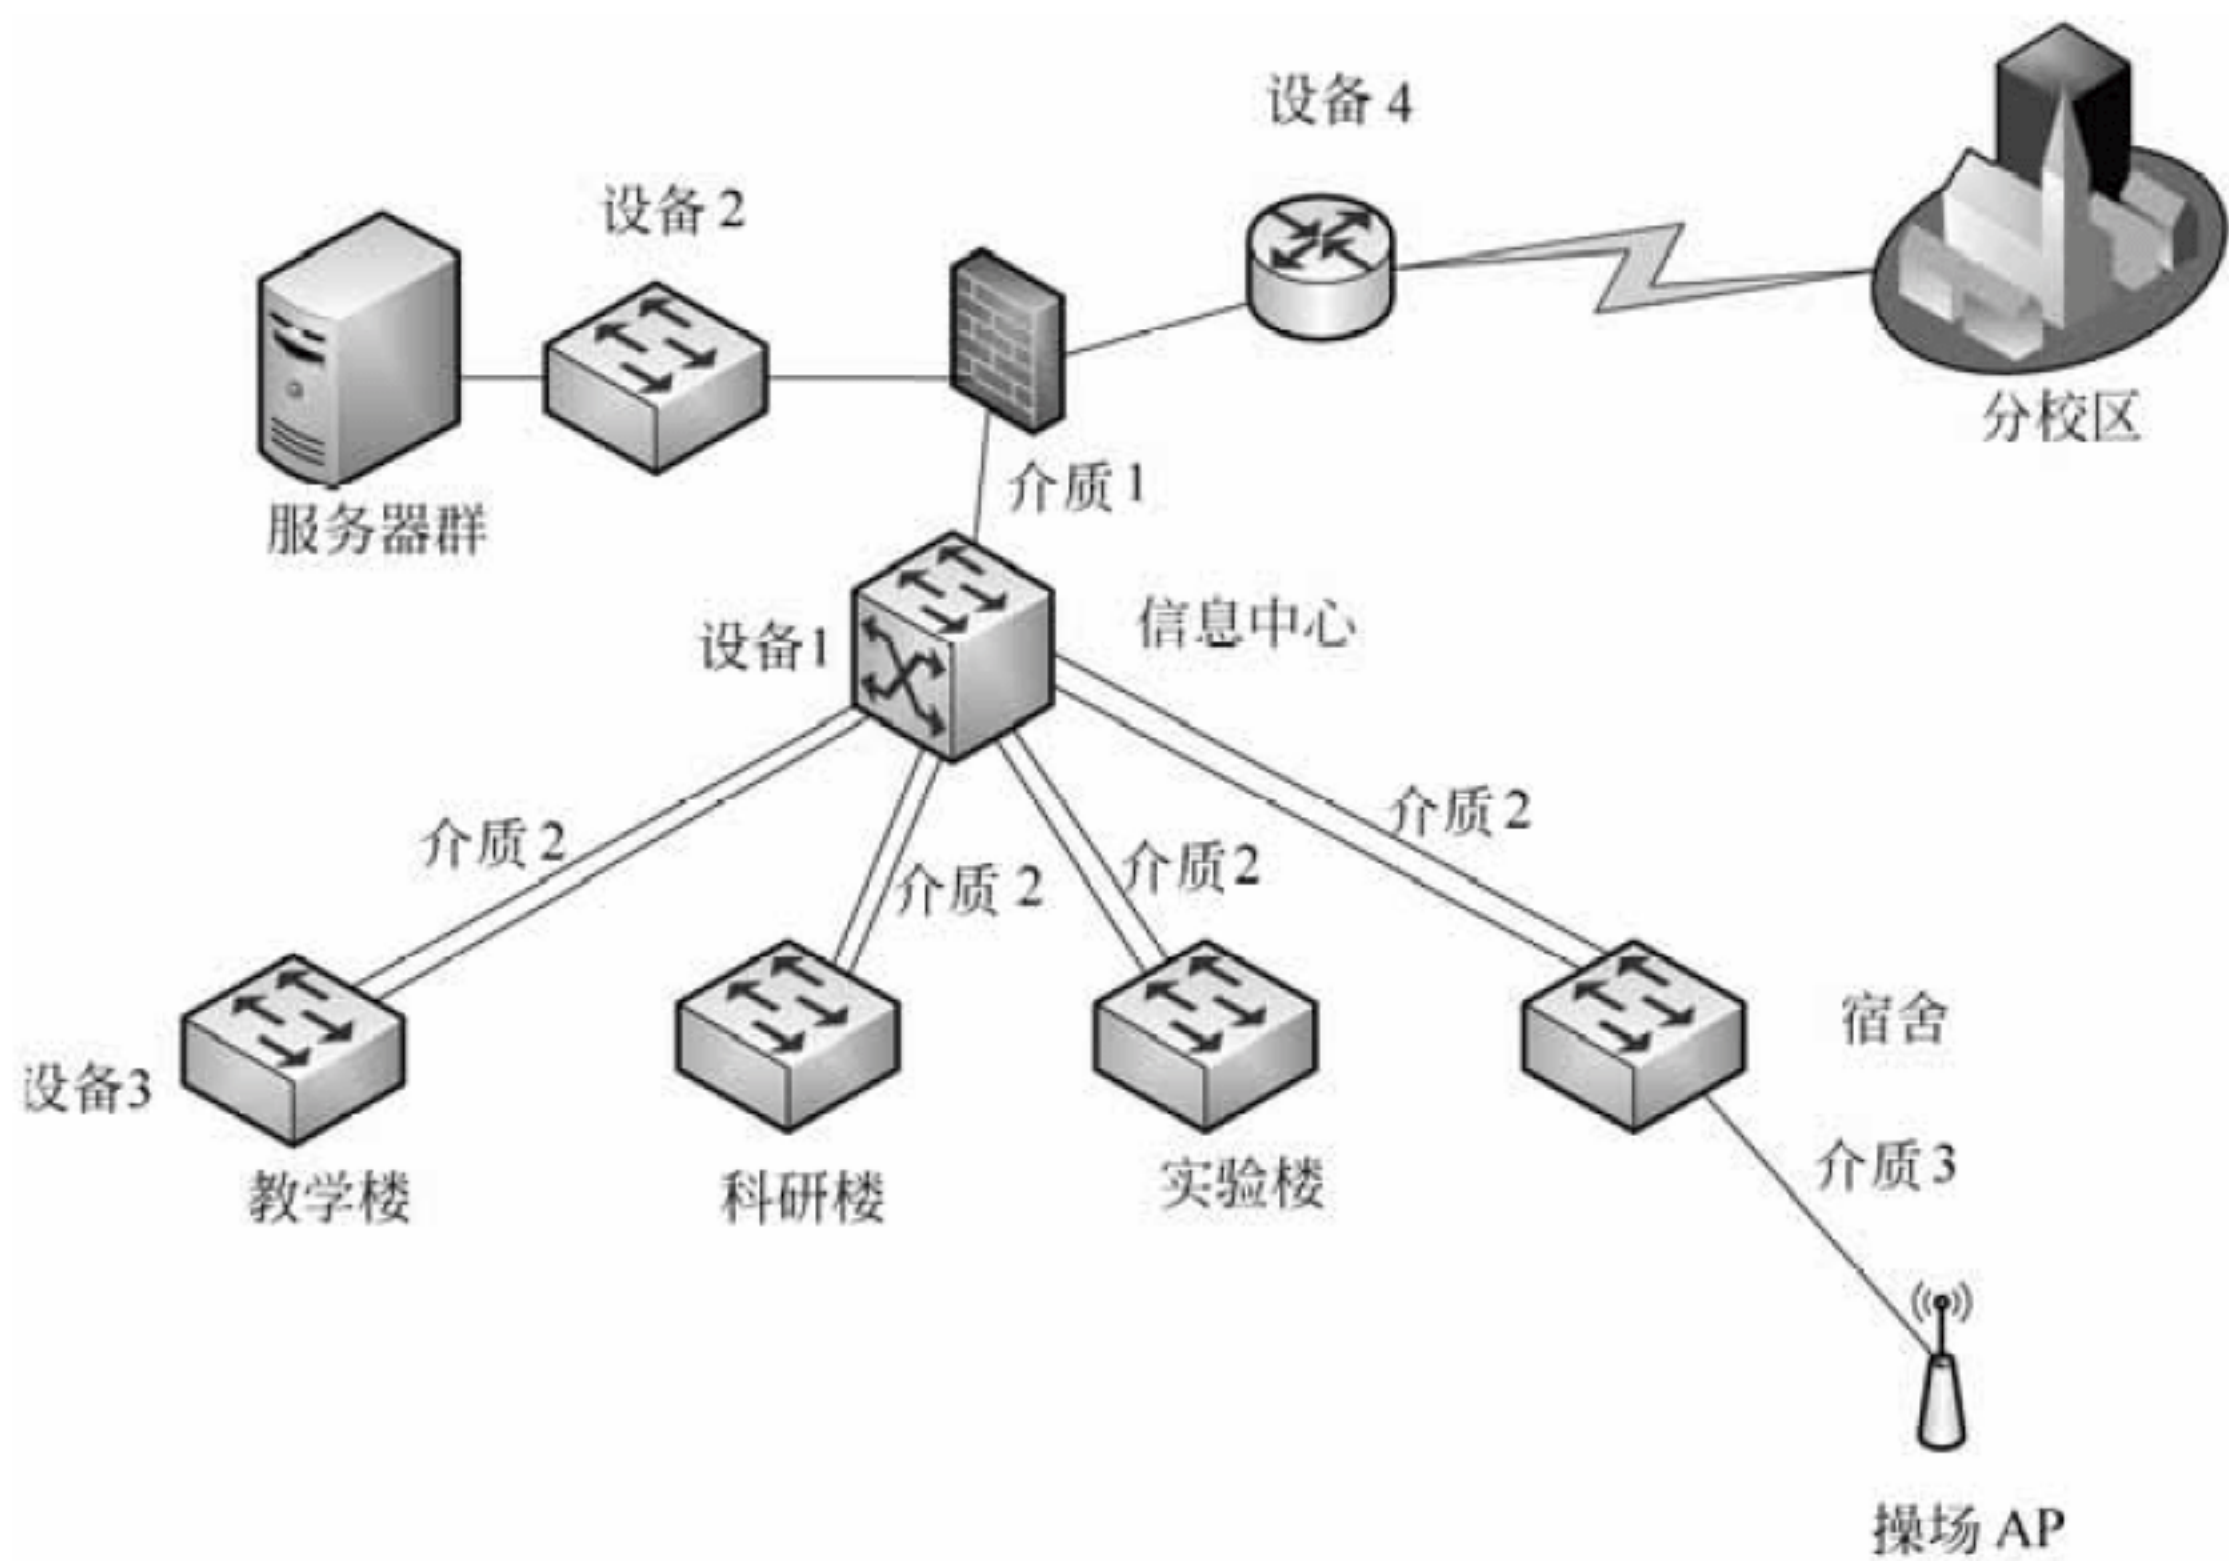 设备 4
设备 2
分校区
介质 1
服务器群
设备1
信息中心
介质 2
介质 2
介质 2
介质 2
设备3
宿舍
教学楼
科研楼
实验楼
介质 3
操场 AP